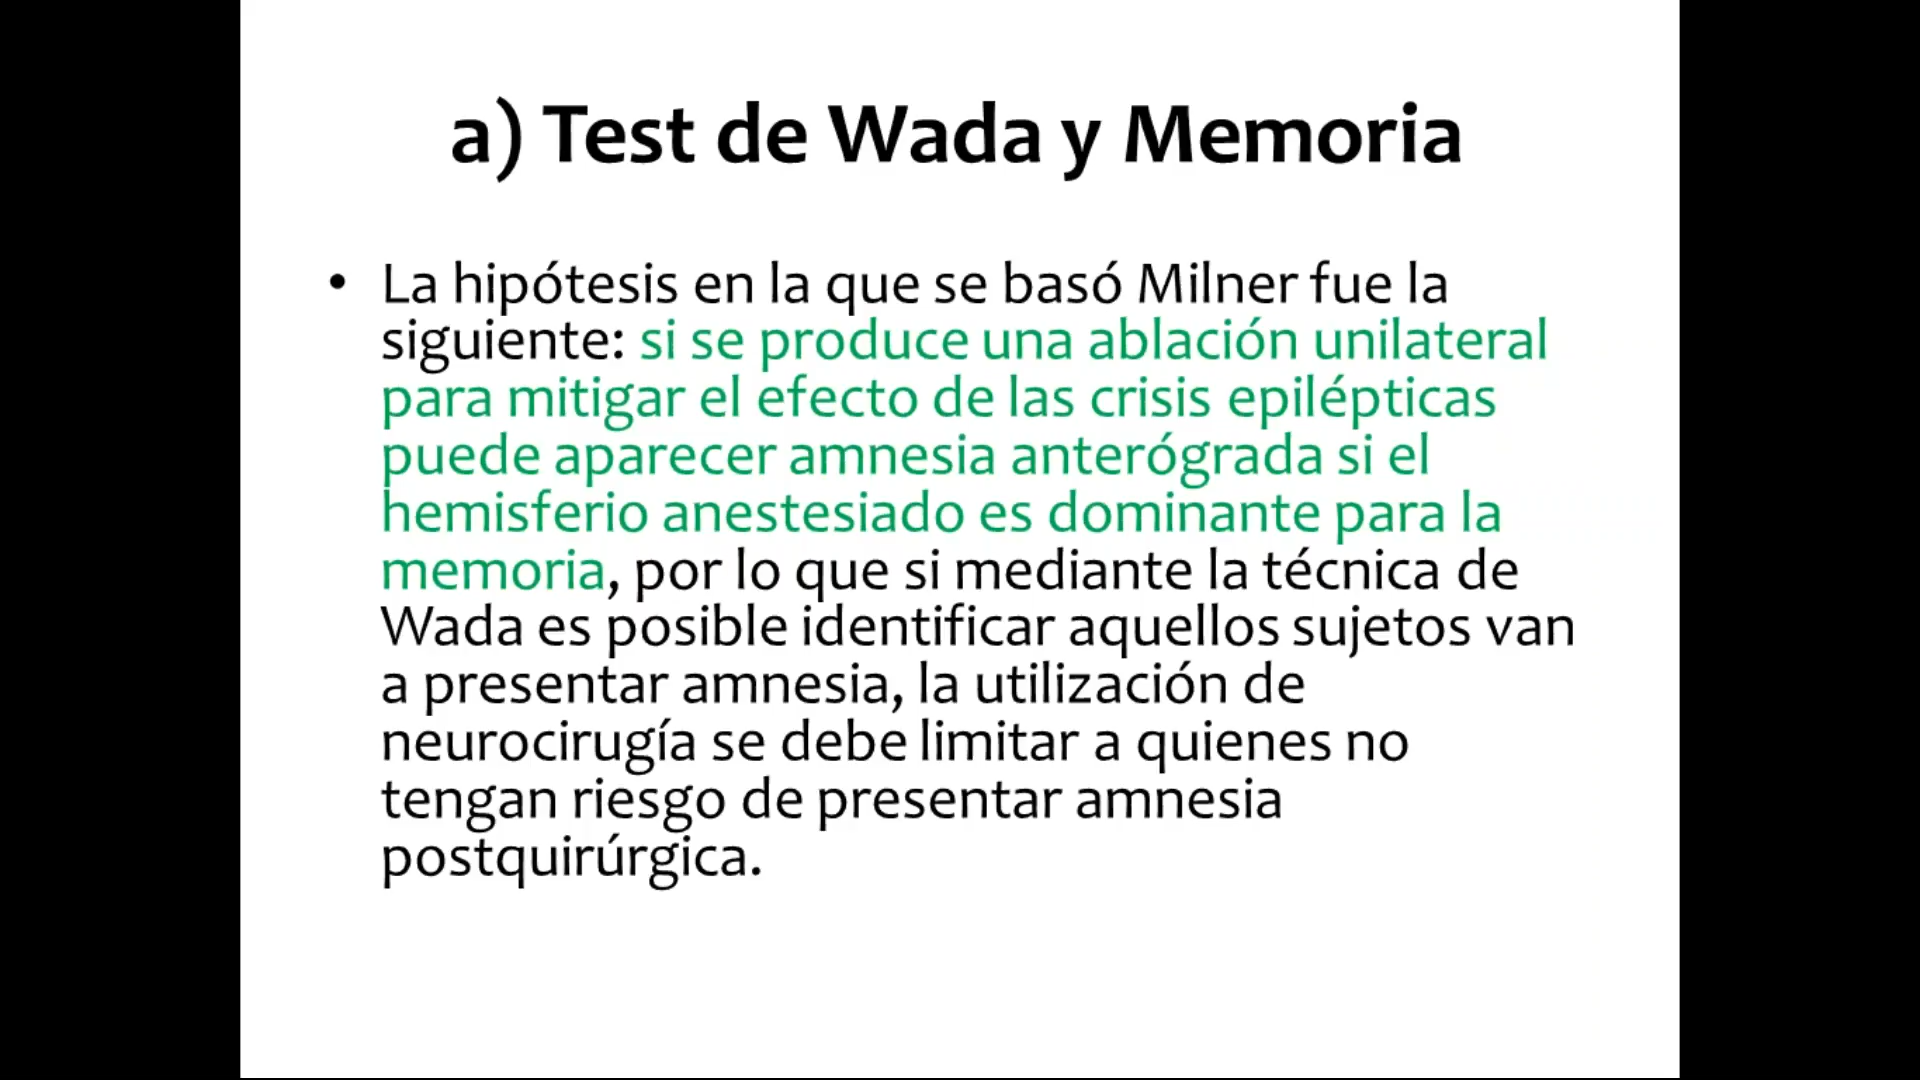 a) Test de Wada y Memoria
• La hipótesis en la que se basó Milner fue la
siguiente: si se produce una ablación unilateral
para mitigar el efecto de las crisis epilépticas
puede aparecer amnesia anterógrada si el
hemisferio anestesiado es dominante para la
memoria, por lo que si mediante la técnica de
Wada es posible identificar aquellos sujetos van
a presentar amnesia, la utilización de
neurocirugía se debe limitar a quienes no
tengan riesgo de presentar amnesia
postquirúrgica.